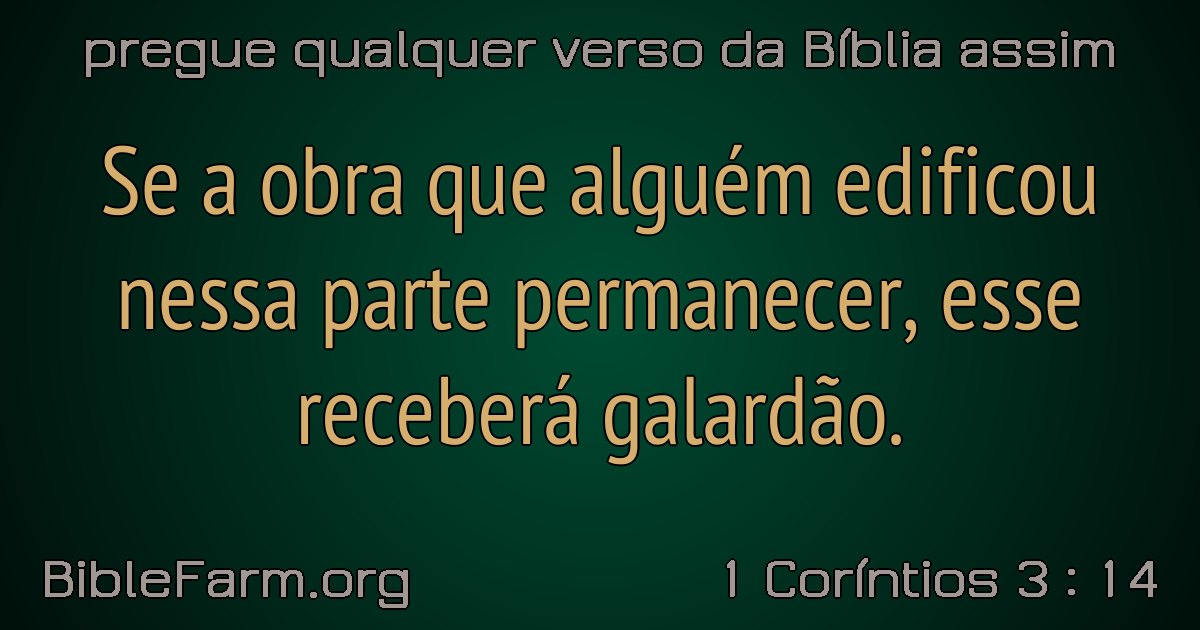 pregue qualquer verso da Bíblia assim
Se a obra que alguém edificou
nessa parte permanecer, esse
receberá galardão.
BibleFarm.org
1 Coríntios 3 : 14